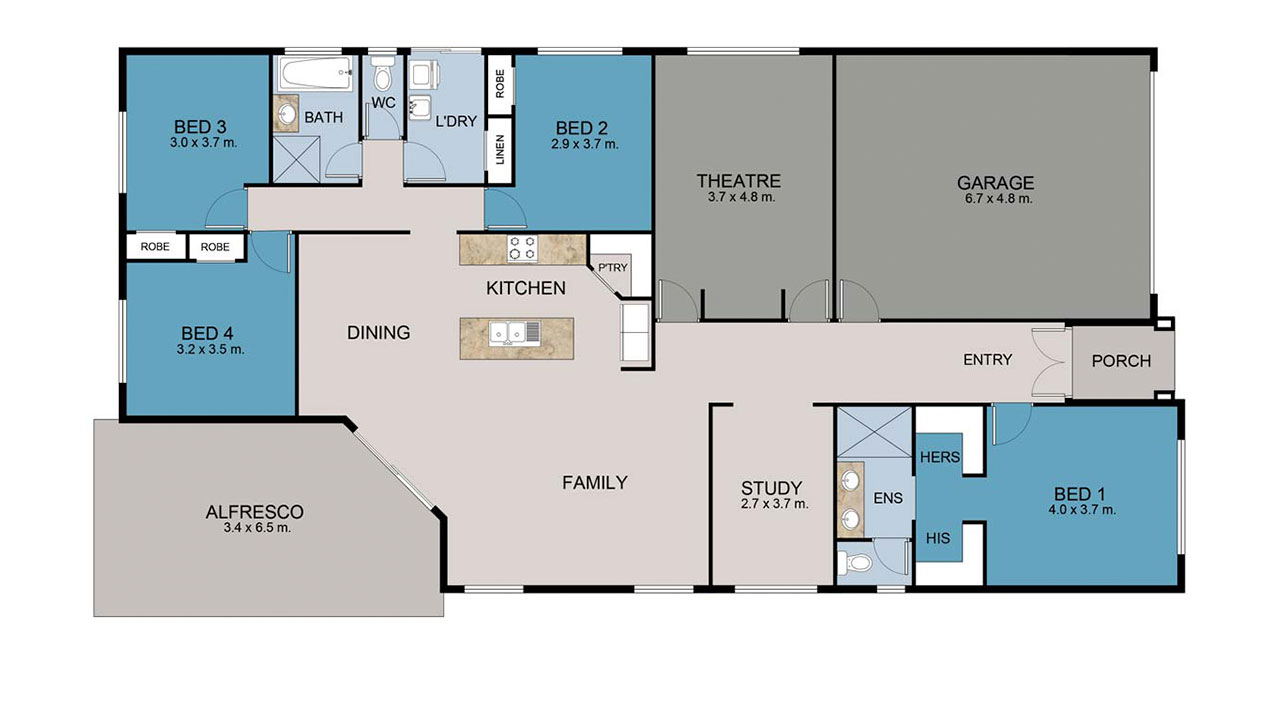 BED 3
3.0 x 3.7 m.
BATH
WC
L'DRY
ROBE
LINEN
BED 2
2.9 x 3.7 m.
THEATRE
3.7 x 4.8 m.
GARAGE
6.7 x 4.8 m.
ROBE
ROBE
P'TRY
KITCHEN
DINING
BED 4
3.2 x 3.5 m.
ENTRY
PORCH
HERS
FAMILY
STUDY
2.7 x 3.7 m.
ENS
BED 1
4.0 x 3.7 m.
HIS
ALFRESCO
3.4 x 6.5 m.